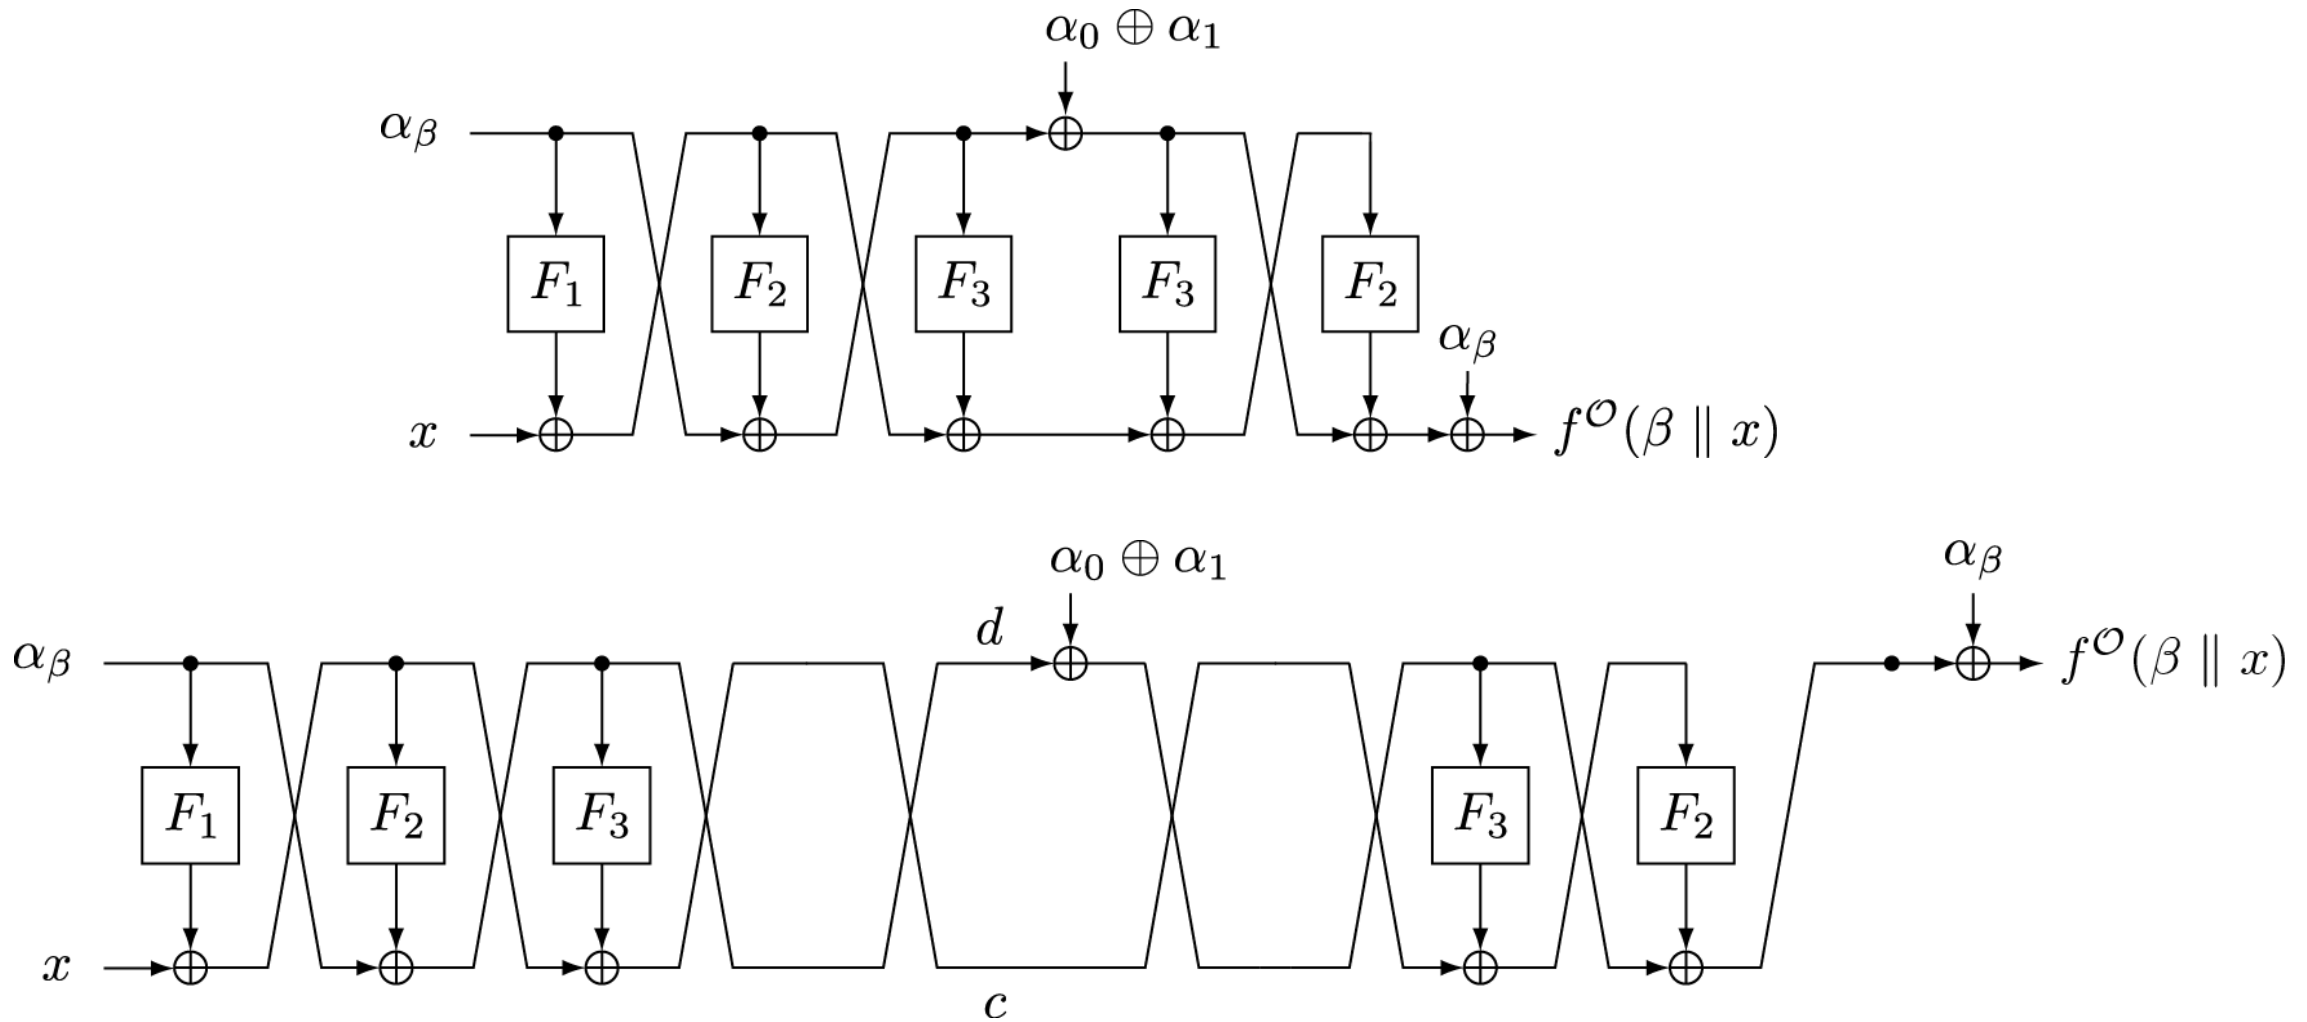 α₀ ⊕ α₁
α_β
F₁ F₂ F₃ F₃ F₂
α_β
x f^𝒪(β ∥ x)
α₀ ⊕ α₁ α_β
d
α_β f^𝒪(β ∥ x)
F₁ F₂ F₃ F₃ F₂
x
c